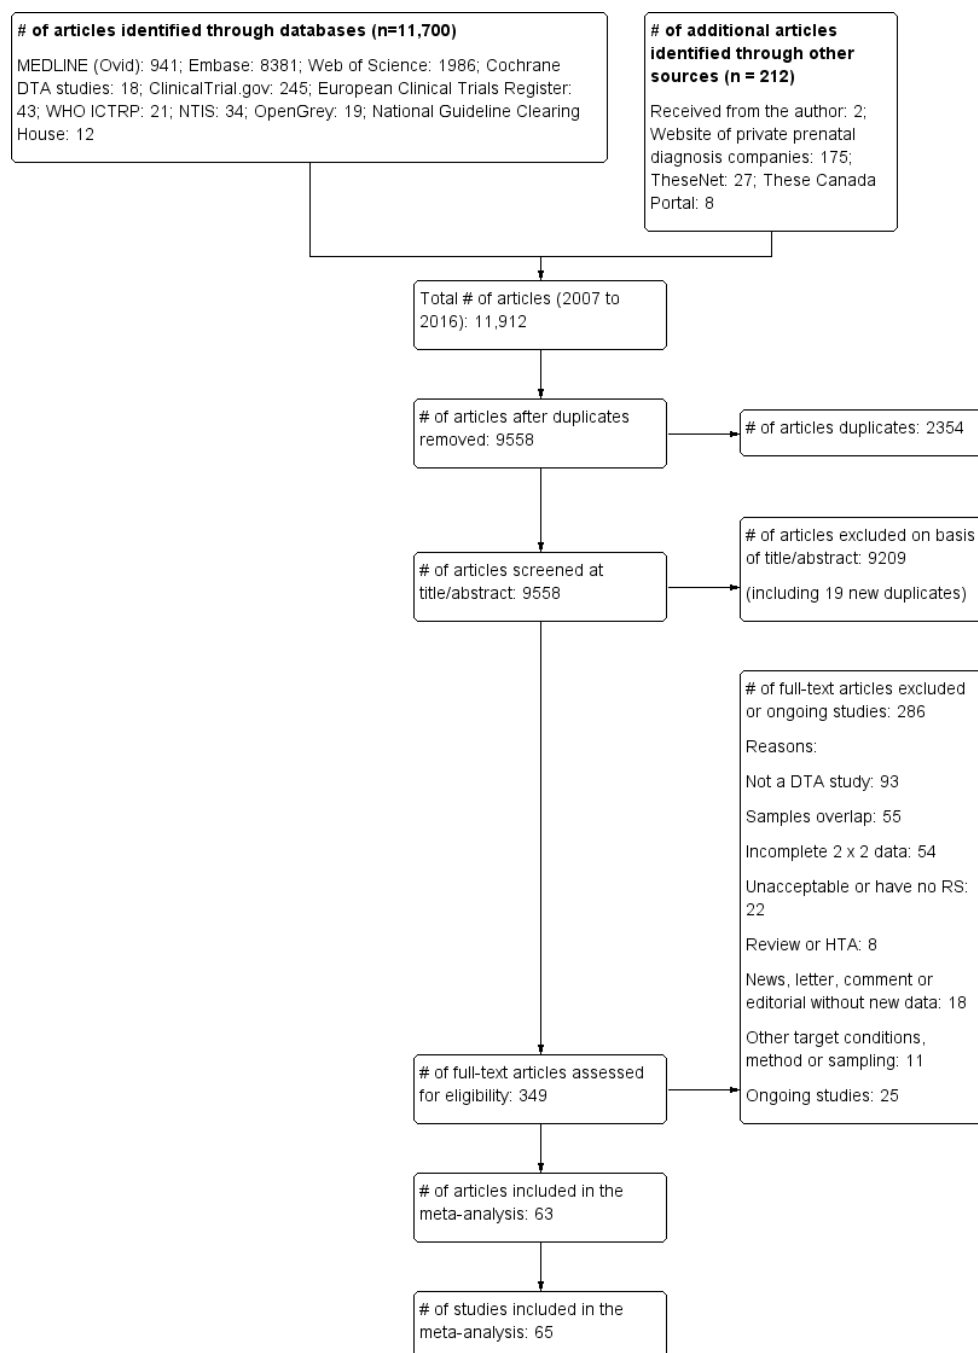 # of articles identified through databases (n=11,700)
MEDLINE (Ovid): 941; Embase: 8381; Web of Science: 1986; Cochrane
DTA studies: 18; ClinicalTrial.gov: 245; European Clinical Trials Register:
43; WHO ICTRP: 21; NTIS: 34; OpenGrey: 19; National Guideline Clearing
House: 12
# of additional articles
identified through other
sources (n = 212)
Received from the author: 2;
Website of private prenatal
diagnosis companies: 175;
TheseNet: 27; These Canada
Portal: 8
Total # of articles (2007 to
2016): 11,912
# of articles after duplicates
removed: 9558
# of articles duplicates: 2354
# of articles screened at
title/abstract: 9558
# of articles excluded on basis
of title/abstract: 9209
(including 19 new duplicates)
# of full-text articles excluded
or ongoing studies: 286
Reasons:
Not a DTA study: 93
Samples overlap: 55
Incomplete 2 x 2 data: 54
Unacceptable or have no RS:
22
Review or HTA: 8
News, letter, comment or
editorial without new data: 18
Other target conditions,
method or sampling: 11
Ongoing studies: 25
# of full-text articles assessed
for eligibility: 349
# of articles included in the
meta-analysis: 63
# of studies included in the
meta-analysis: 65